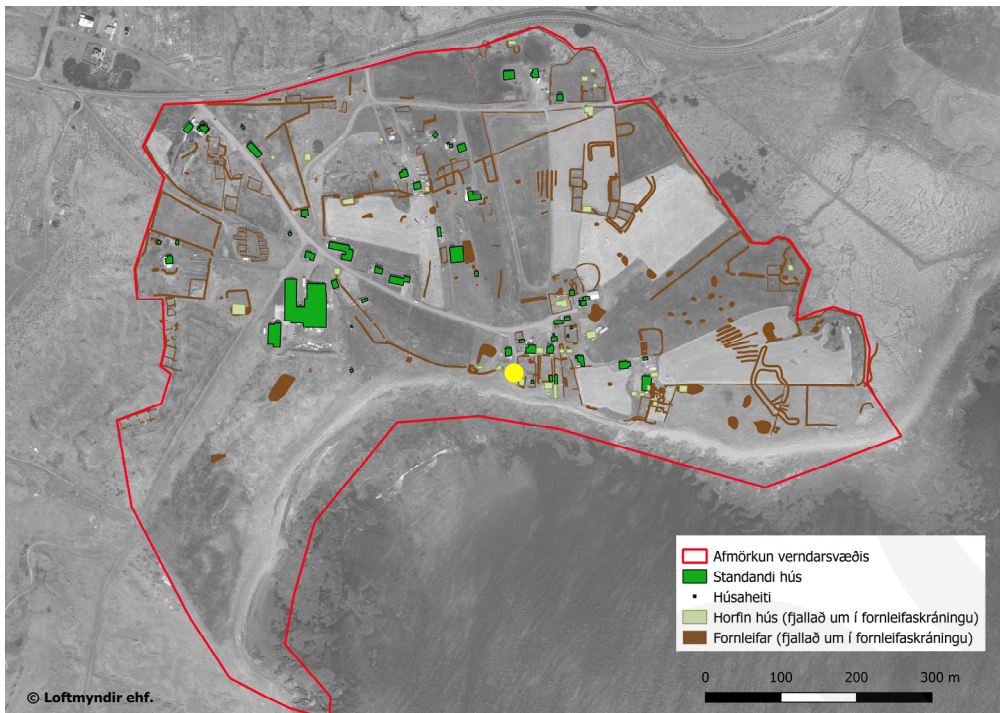 Afmörkun verndarsvæðis
Standandi hús
Húsaheiti
Horfin hús (fjallað um í fornleifaskráningu)
Fornleifar (fjallað um í fornleifaskráningu)
0 100 200 300 m
© Loftmyndir ehf.